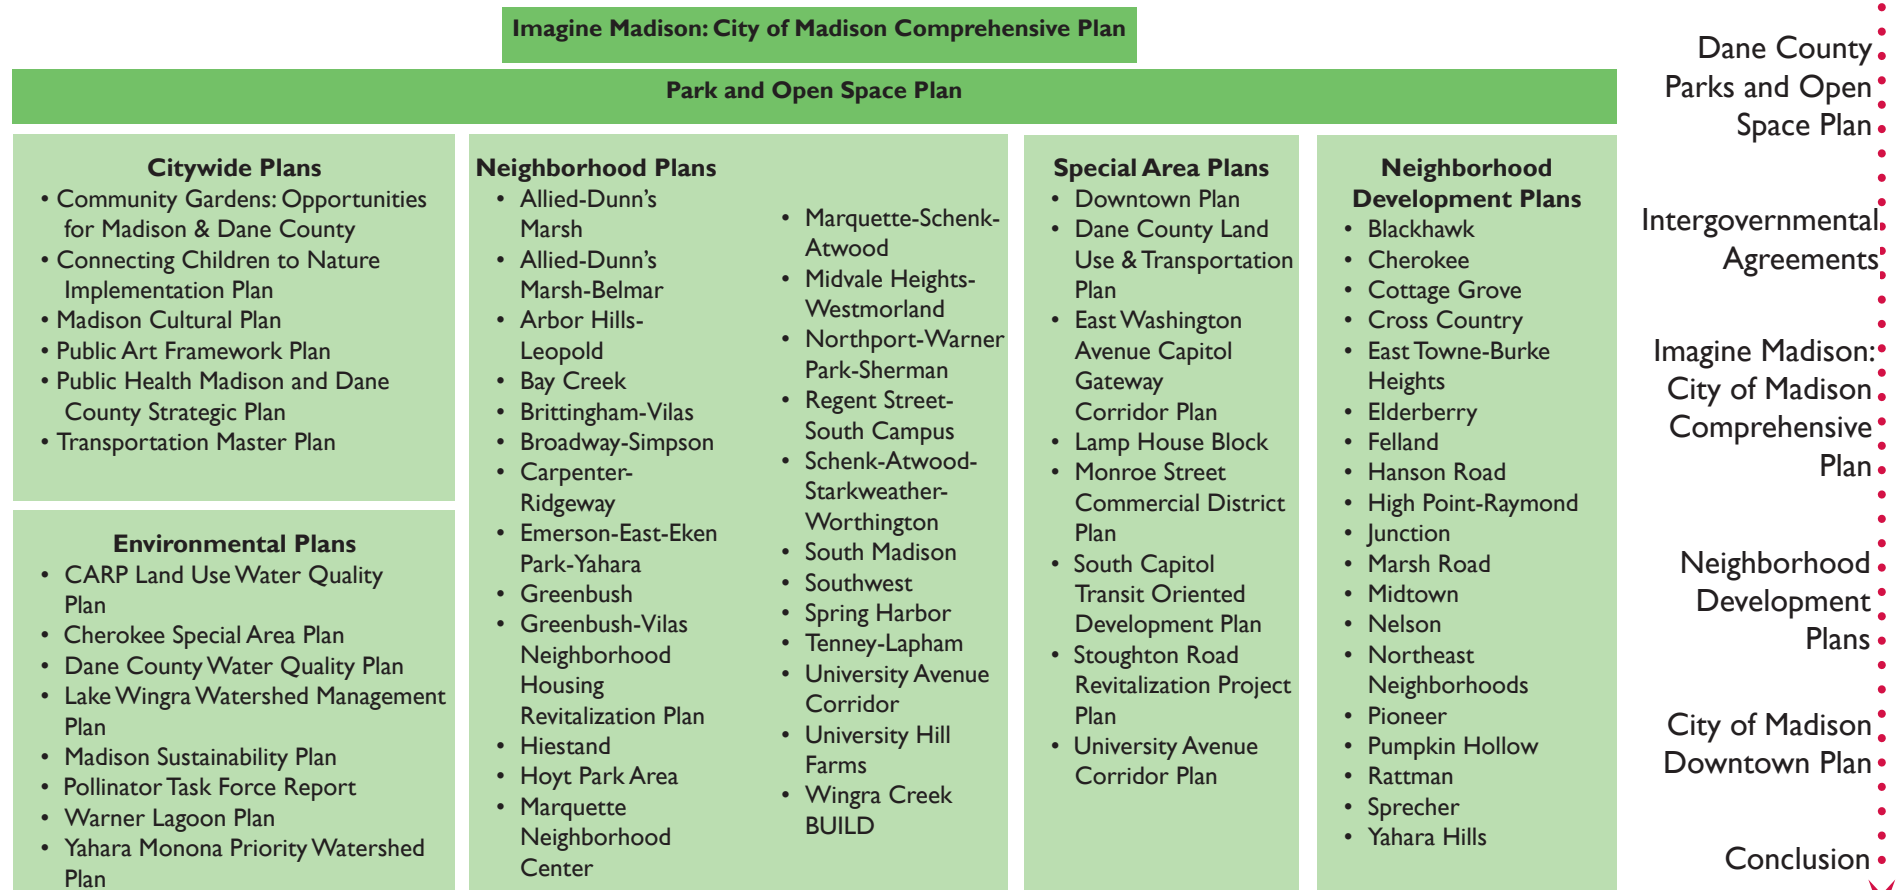 Imagine Madison: City of Madison Comprehensive Plan
Park and Open Space Plan
Citywide Plans
• Community Gardens: Opportunities
for Madison & Dane County
• Connecting Children to Nature
Implementation Plan
• Madison Cultural Plan
• Public Art Framework Plan
• Public Health Madison and Dane
County Strategic Plan
• Transportation Master Plan
Environmental Plans
• CARP Land Use Water Quality
Plan
• Cherokee Special Area Plan
• Dane County Water Quality Plan
• Lake Wingra Watershed Management
Plan
• Madison Sustainability Plan
• Pollinator Task Force Report
• Warner Lagoon Plan
• Yahara Monona Priority Watershed
Plan
Neighborhood Plans
• Allied-Dunn's
Marsh
• Allied-Dunn's
Marsh-Belmar
• Arbor Hills-
Leopold
• Bay Creek
• Brittingham-Vilas
• Broadway-Simpson
• Carpenter-
Ridgeway
• Emerson-East-Eken
Park-Yahara
• Greenbush
• Greenbush-Vilas
Neighborhood
Housing
Revitalization Plan
• Hiestand
• Hoyt Park Area
• Marquette
Neighborhood
Center
• Marquette-Schenk-
Atwood
• Midvale Heights-
Westmorland
• Northport-Warner
Park-Sherman
• Regent Street-
South Campus
• Schenk-Atwood-
Starkweather-
Worthington
• South Madison
• Southwest
• Spring Harbor
• Tenney-Lapham
• University Avenue
Corridor
• University Hill
Farms
• Wingra Creek
BUILD
Special Area Plans
• Downtown Plan
• Dane County Land
Use & Transportation
Plan
• East Washington
Avenue Capitol
Gateway
Corridor Plan
• Lamp House Block
• Monroe Street
Commercial District
Plan
• South Capitol
Transit Oriented
Development Plan
• Stoughton Road
Revitalization Project
Plan
• University Avenue
Corridor Plan
Neighborhood
Development Plans
• Blackhawk
• Cherokee
• Cottage Grove
• Cross Country
• East Towne-Burke
Heights
• Elderberry
• Felland
• Hanson Road
• High Point-Raymond
• Junction
• Marsh Road
• Midtown
• Nelson
• Northeast
Neighborhoods
• Pioneer
• Pumpkin Hollow
• Rattman
• Sprecher
• Yahara Hills
Dane County
Parks and Open
Space Plan
Intergovernmental
Agreements
Imagine Madison:
City of Madison
Comprehensive
Plan
Neighborhood
Development
Plans
City of Madison
Downtown Plan
Conclusion